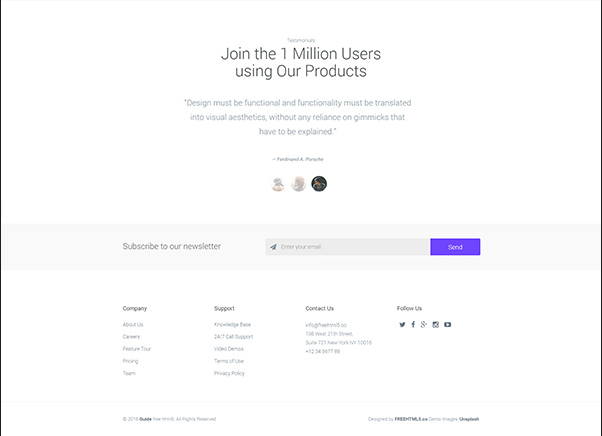 Testimonials
Join the 1 Million Users
using Our Products
"Design must be functional and functionality must be translated
into visual aesthetics, without any reliance on gimmicks that
have to be explained."
— Ferdinand A. Porsche
Subscribe to our newsletter
Enter your email
Send
Company
About Us
Careers
Feature Tour
Pricing
Team
Support
Knowledge Base
24/7 Call Support
Video Demos
Terms of Use
Privacy Policy
Contact Us
info@freehtml5.co
198 West 21th Street,
Suite 721 New York NY 10016
+12 34 5677 89
Follow Us
© 2016 Guide Free html5. All Rights Reserved.
Designed by FREEHTML5.co Demo Images: Unsplash